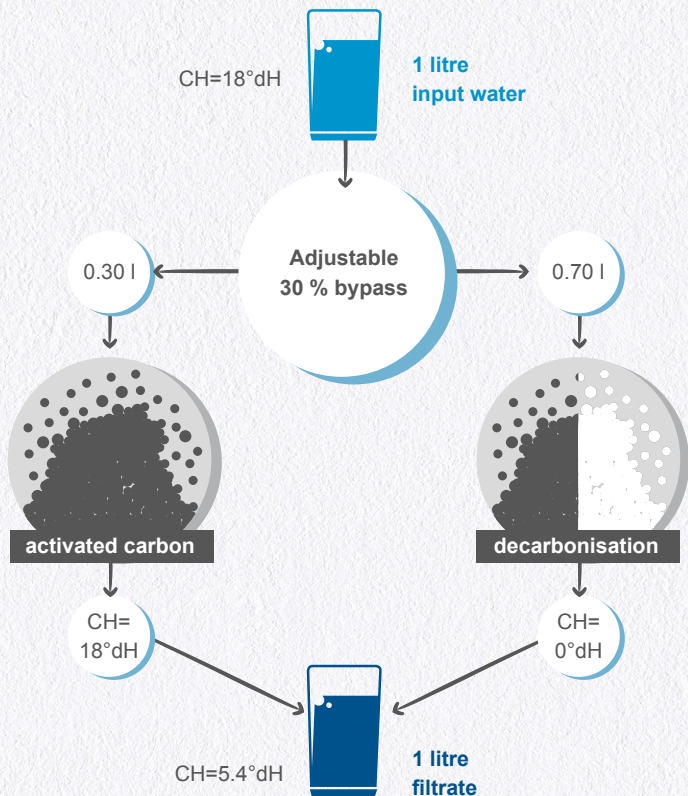 CH=18°dH
1 litre
input water
Adjustable
30 % bypass
0.30 l
0.70 l
activated carbon
decarbonisation
CH=
18°dH
CH=
0°dH
CH=5.4°dH
1 litre
filtrate